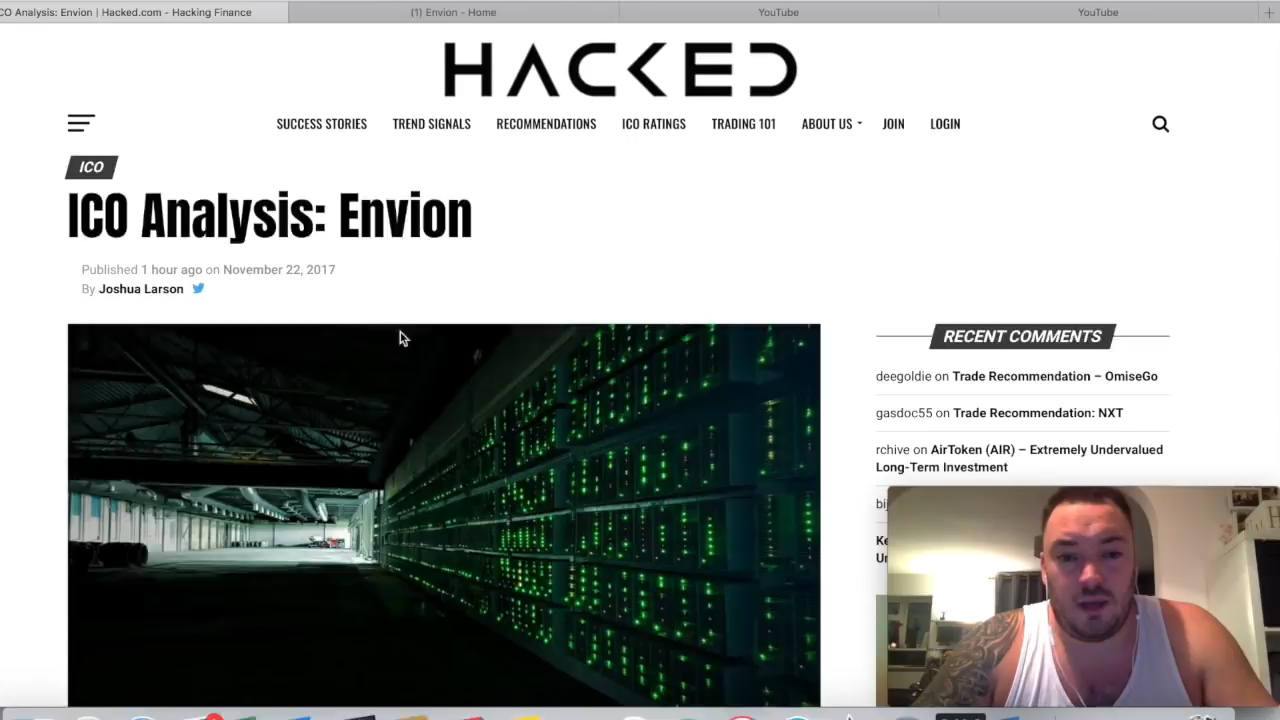 CO Analysis: Envion | Hacked.com - Hacking Finance
(1) Envion - Home
YouTube
YouTube
HACKED
SUCCESS STORIES
TREND SIGNALS
RECOMMENDATIONS
ICO RATINGS
TRADING 101
ABOUT US
JOIN
LOGIN
ICO
ICO Analysis: Envion
Published 1 hour ago on November 22, 2017
By Joshua Larson
RECENT COMMENTS
deegoldie on Trade Recommendation – OmiseGo
gasdoc55 on Trade Recommendation: NXT
rchive on AirToken (AIR) – Extremely Undervalued
Long-Term Investment